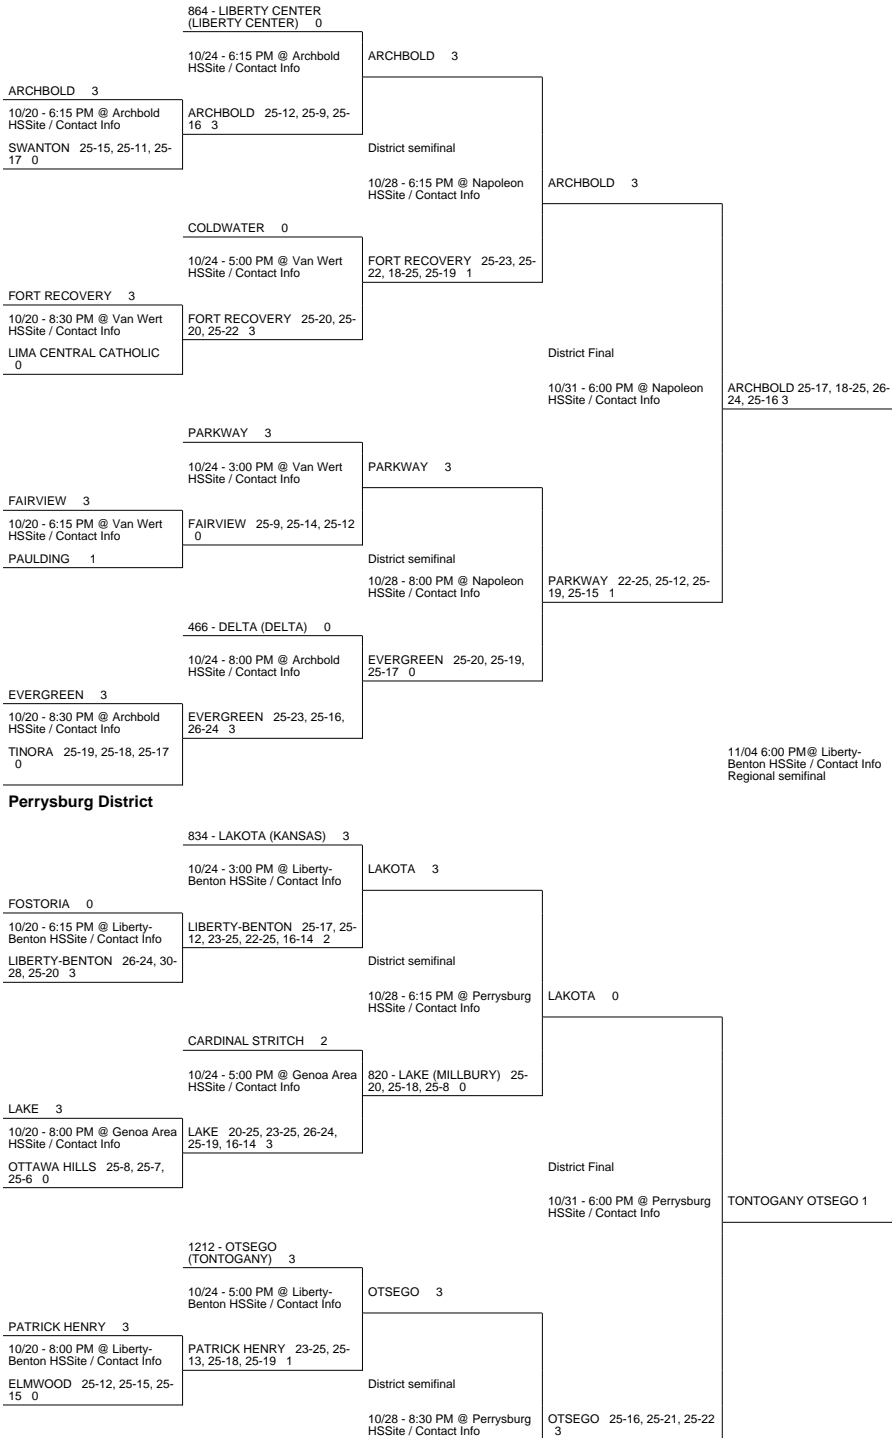 864 - LIBERTY CENTER
(LIBERTY CENTER) 0
10/24 - 6:15 PM @ Archbold
HSSite / Contact Info
ARCHBOLD 3
ARCHBOLD 3
10/20 - 6:15 PM @ Archbold
HSSite / Contact Info
ARCHBOLD 25-12, 25-9, 25-
16 3
SWANTON 25-15, 25-11, 25-
17 0
District semifinal
10/28 - 6:15 PM @ Napoleon
HSSite / Contact Info
ARCHBOLD 3
COLDWATER 0
10/24 - 5:00 PM @ Van Wert
HSSite / Contact Info
FORT RECOVERY 25-23, 25-
22, 18-25, 25-19 1
FORT RECOVERY 3
10/20 - 8:30 PM @ Van Wert
HSSite / Contact Info
FORT RECOVERY 25-20, 25-
20, 25-22 3
LIMA CENTRAL CATHOLIC
0
District Final
10/31 - 6:00 PM @ Napoleon
HSSite / Contact Info
ARCHBOLD 25-17, 18-25, 26-
24, 25-16 3
PARKWAY 3
10/24 - 3:00 PM @ Van Wert
HSSite / Contact Info
PARKWAY 3
FAIRVIEW 3
10/20 - 6:15 PM @ Van Wert
HSSite / Contact Info
FAIRVIEW 25-9, 25-14, 25-12
0
PAULDING 1
District semifinal
10/28 - 8:00 PM @ Napoleon
HSSite / Contact Info
PARKWAY 22-25, 25-12, 25-
19, 25-15 1
466 - DELTA (DELTA) 0
10/24 - 8:00 PM @ Archbold
HSSite / Contact Info
EVERGREEN 25-20, 25-19,
25-17 0
EVERGREEN 3
10/20 - 8:30 PM @ Archbold
HSSite / Contact Info
EVERGREEN 25-23, 25-16,
26-24 3
TINORA 25-19, 25-18, 25-17
0
11/04 6:00 PM@ Liberty-
Benton HSSite / Contact Info
Regional semifinal
Perrysburg District
834 - LAKOTA (KANSAS) 3
10/24 - 3:00 PM @ Liberty-
Benton HSSite / Contact Info
LAKOTA 3
FOSTORIA 0
10/20 - 6:15 PM @ Liberty-
Benton HSSite / Contact Info
LIBERTY-BENTON 25-17, 25-
12, 23-25, 22-25, 16-14 2
LIBERTY-BENTON 26-24, 30-
28, 25-20 3
District semifinal
10/28 - 6:15 PM @ Perrysburg
HSSite / Contact Info
LAKOTA 0
CARDINAL STRITCH 2
10/24 - 5:00 PM @ Genoa Area
HSSite / Contact Info
820 - LAKE (MILLBURY) 25-
20, 25-18, 25-8 0
LAKE 3
10/20 - 8:00 PM @ Genoa Area
HSSite / Contact Info
LAKE 20-25, 23-25, 26-24,
25-19, 16-14 3
OTTAWA HILLS 25-8, 25-7,
25-6 0
District Final
10/31 - 6:00 PM @ Perrysburg
HSSite / Contact Info
TONTOGANY OTSEGO 1
1212 - OTSEGO
(TONTOGANY) 3
10/24 - 5:00 PM @ Liberty-
Benton HSSite / Contact Info
OTSEGO 3
PATRICK HENRY 3
10/20 - 8:00 PM @ Liberty-
Benton HSSite / Contact Info
PATRICK HENRY 23-25, 25-
13, 25-18, 25-19 1
ELMWOOD 25-12, 25-15, 25-
15 0
District semifinal
10/28 - 8:30 PM @ Perrysburg
HSSite / Contact Info
OTSEGO 25-16, 25-21, 25-22
3